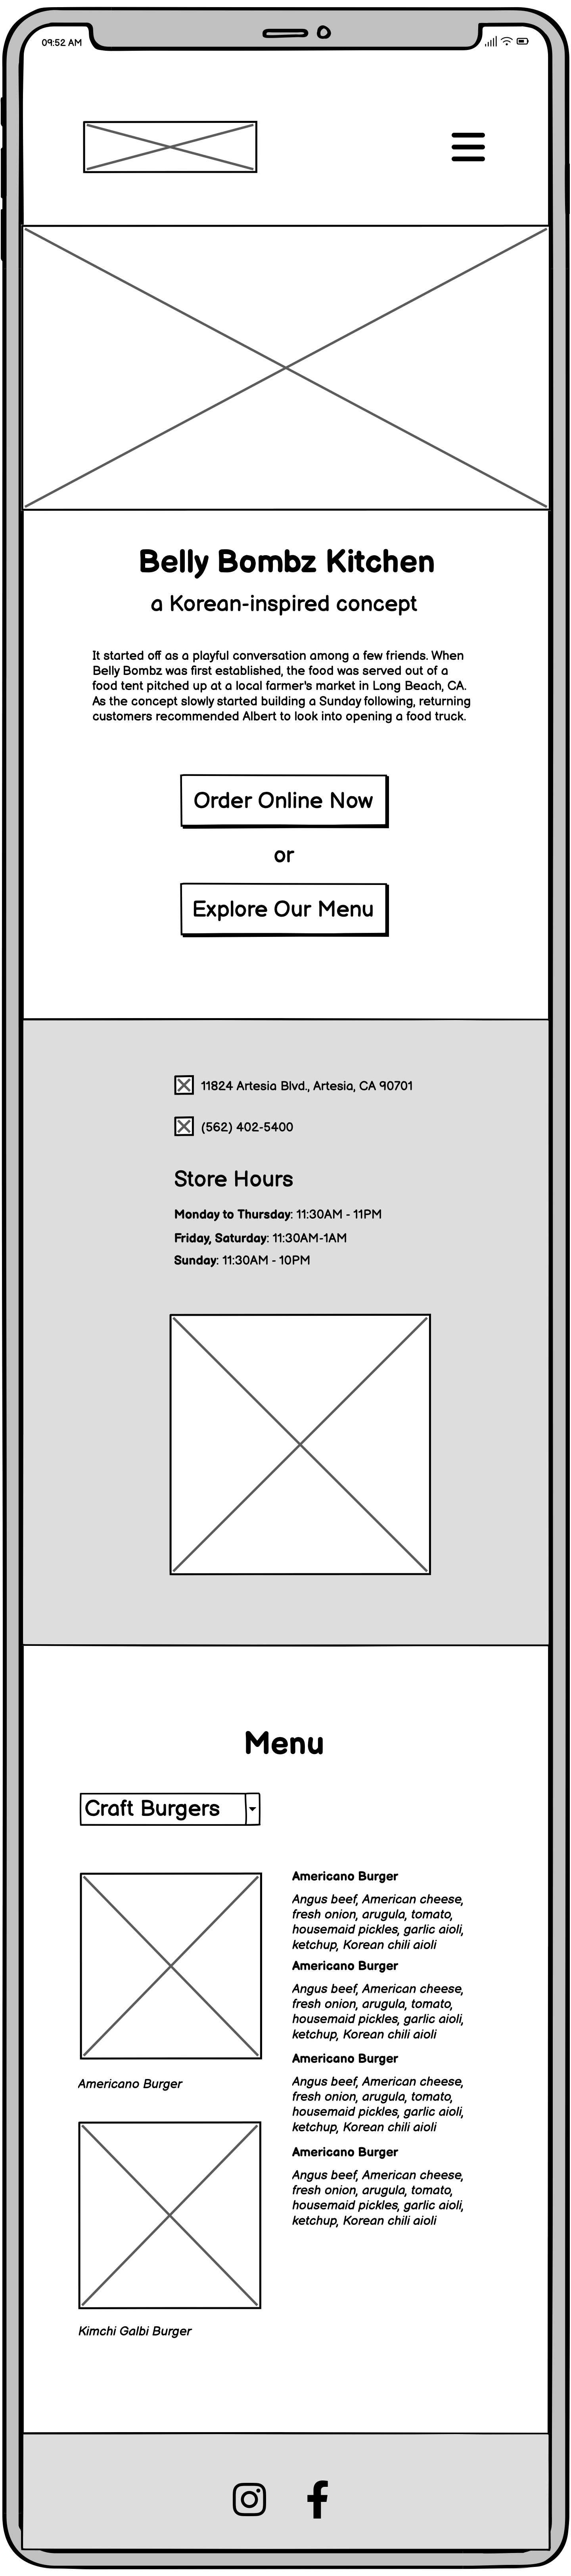 09:52 AM
Belly Bombz Kitchen
a Korean-inspired concept
It started off as a playful conversation among a few friends. When
Belly Bombz was first established, the food was served out of a
food tent pitched up at a local farmer's market in Long Beach, CA.
As the concept slowly started building a Sunday following, returning
customers recommended Albert to look into opening a food truck.
Order Online Now
or
Explore Our Menu
11824 Artesia Blvd., Artesia, CA 90701
(562) 402-5400
Store Hours
Monday to Thursday: 11:30AM - 11PM
Friday, Saturday: 11:30AM-1AM
Sunday: 11:30AM - 10PM
Menu
Craft Burgers
Americano Burger
Kimchi Galbi Burger
Americano Burger
Angus beef, American cheese,
fresh onion, arugula, tomato,
housemaid pickles, garlic aioli,
ketchup, Korean chili aioli
Americano Burger
Angus beef, American cheese,
fresh onion, arugula, tomato,
housemaid pickles, garlic aioli,
ketchup, Korean chili aioli
Americano Burger
Angus beef, American cheese,
fresh onion, arugula, tomato,
housemaid pickles, garlic aioli,
ketchup, Korean chili aioli
Americano Burger
Angus beef, American cheese,
fresh onion, arugula, tomato,
housemaid pickles, garlic aioli,
ketchup, Korean chili aioli